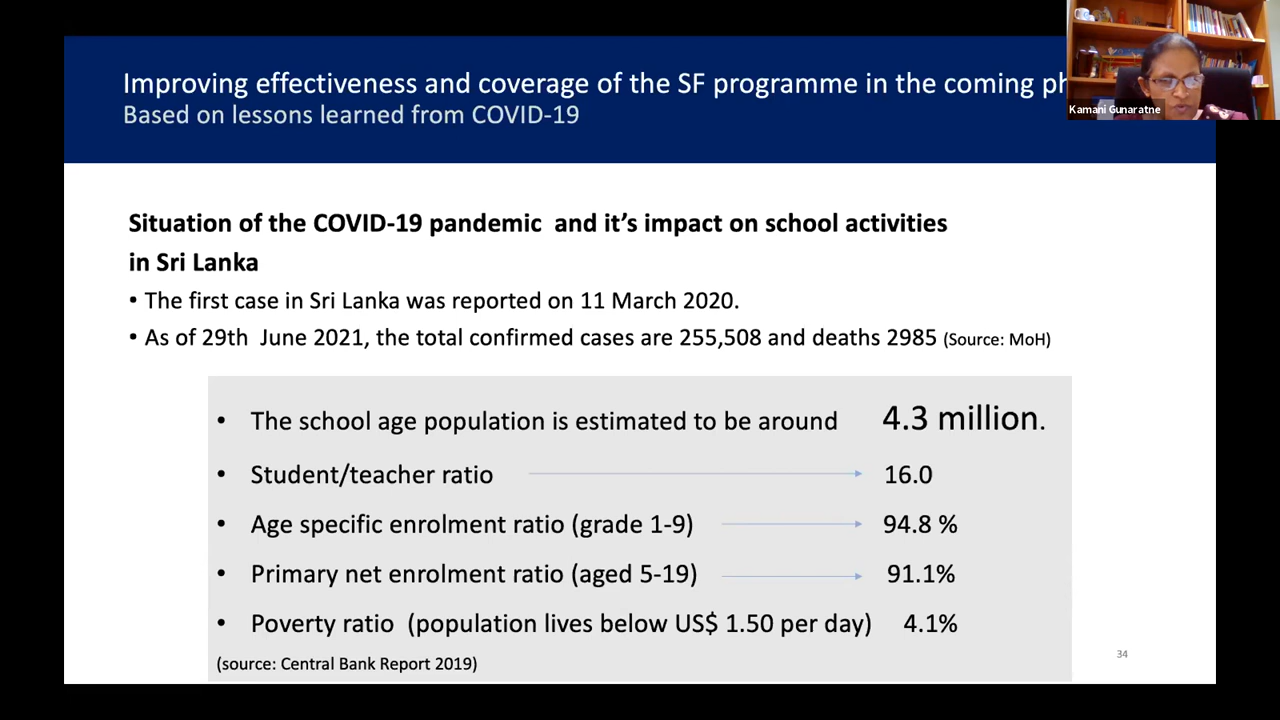 Improving effectiveness and coverage of the SF programme in the coming ph
Based on lessons learned from COVID-19
Kamani Gunaratne
Situation of the COVID-19 pandemic and it's impact on school activities
in Sri Lanka
• The first case in Sri Lanka was reported on 11 March 2020.
• As of 29th June 2021, the total confirmed cases are 255,508 and deaths 2985 (Source: MoH)
• The school age population is estimated to be around 4.3 million.
• Student/teacher ratio 16.0
• Age specific enrolment ratio (grade 1-9) 94.8 %
• Primary net enrolment ratio (aged 5-19) 91.1%
• Poverty ratio (population lives below US$ 1.50 per day) 4.1%
(source: Central Bank Report 2019)
34